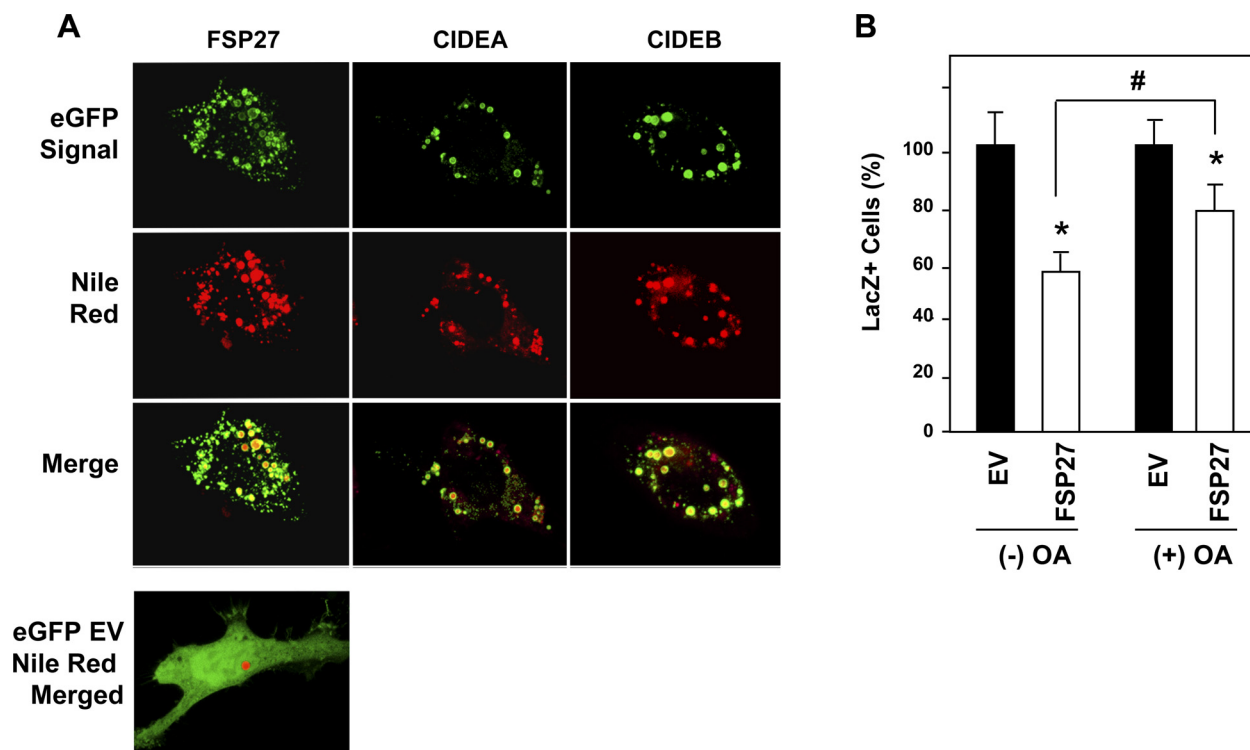 A
FSP27 CIDEA CIDEB
eGFP
Signal
Nile
Red
Merge
eGFP EV
Nile Red
Merged
B
#
*
*
LacZ+ Cells (%)
100
80
60
40
20
0
EV FSP27 EV FSP27
(-) OA (+) OA